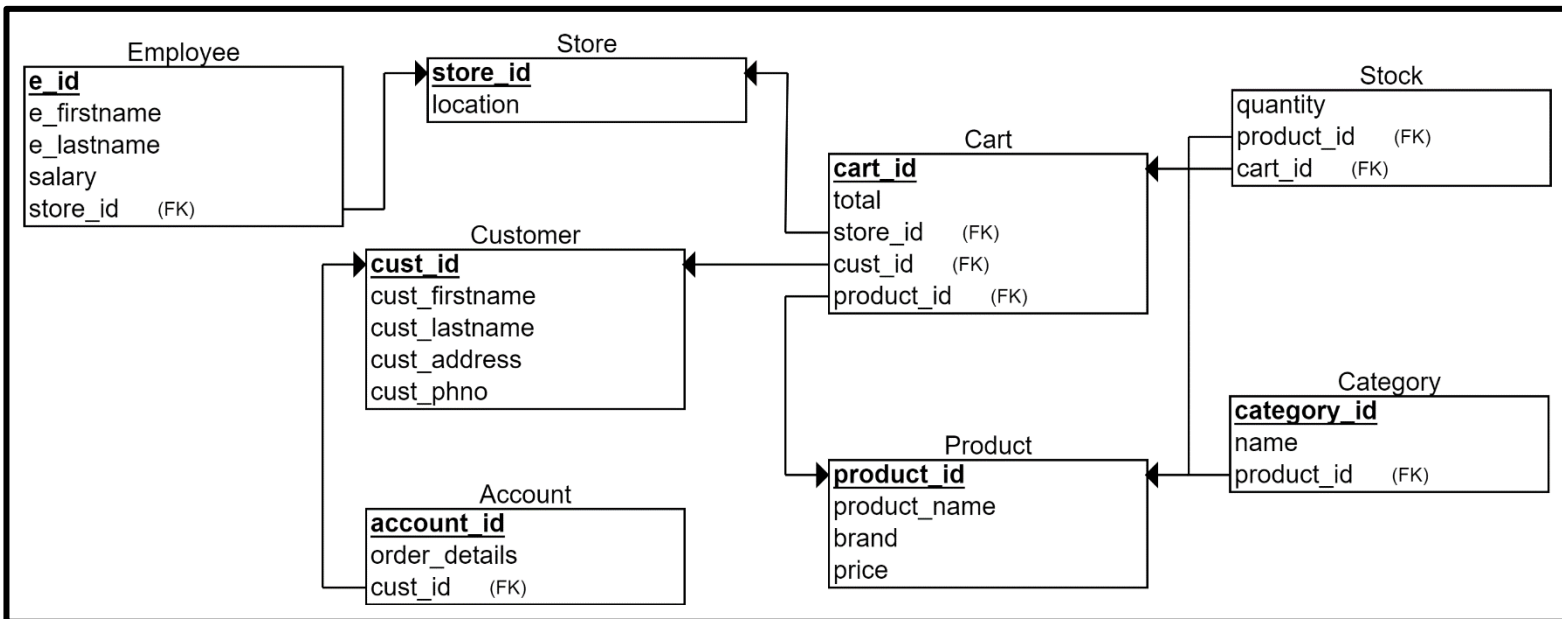 Employee
e_id
e_firstname
e_lastname
salary
store_id (FK)
Store
store_id
location
Customer
cust_id
cust_firstname
cust_lastname
cust_address
cust_phno
Account
account_id
order_details
cust_id (FK)
Cart
cart_id
total
store_id (FK)
cust_id (FK)
product_id (FK)
Product
product_id
product_name
brand
price
Stock
quantity
product_id (FK)
cart_id (FK)
Category
category_id
name
product_id (FK)